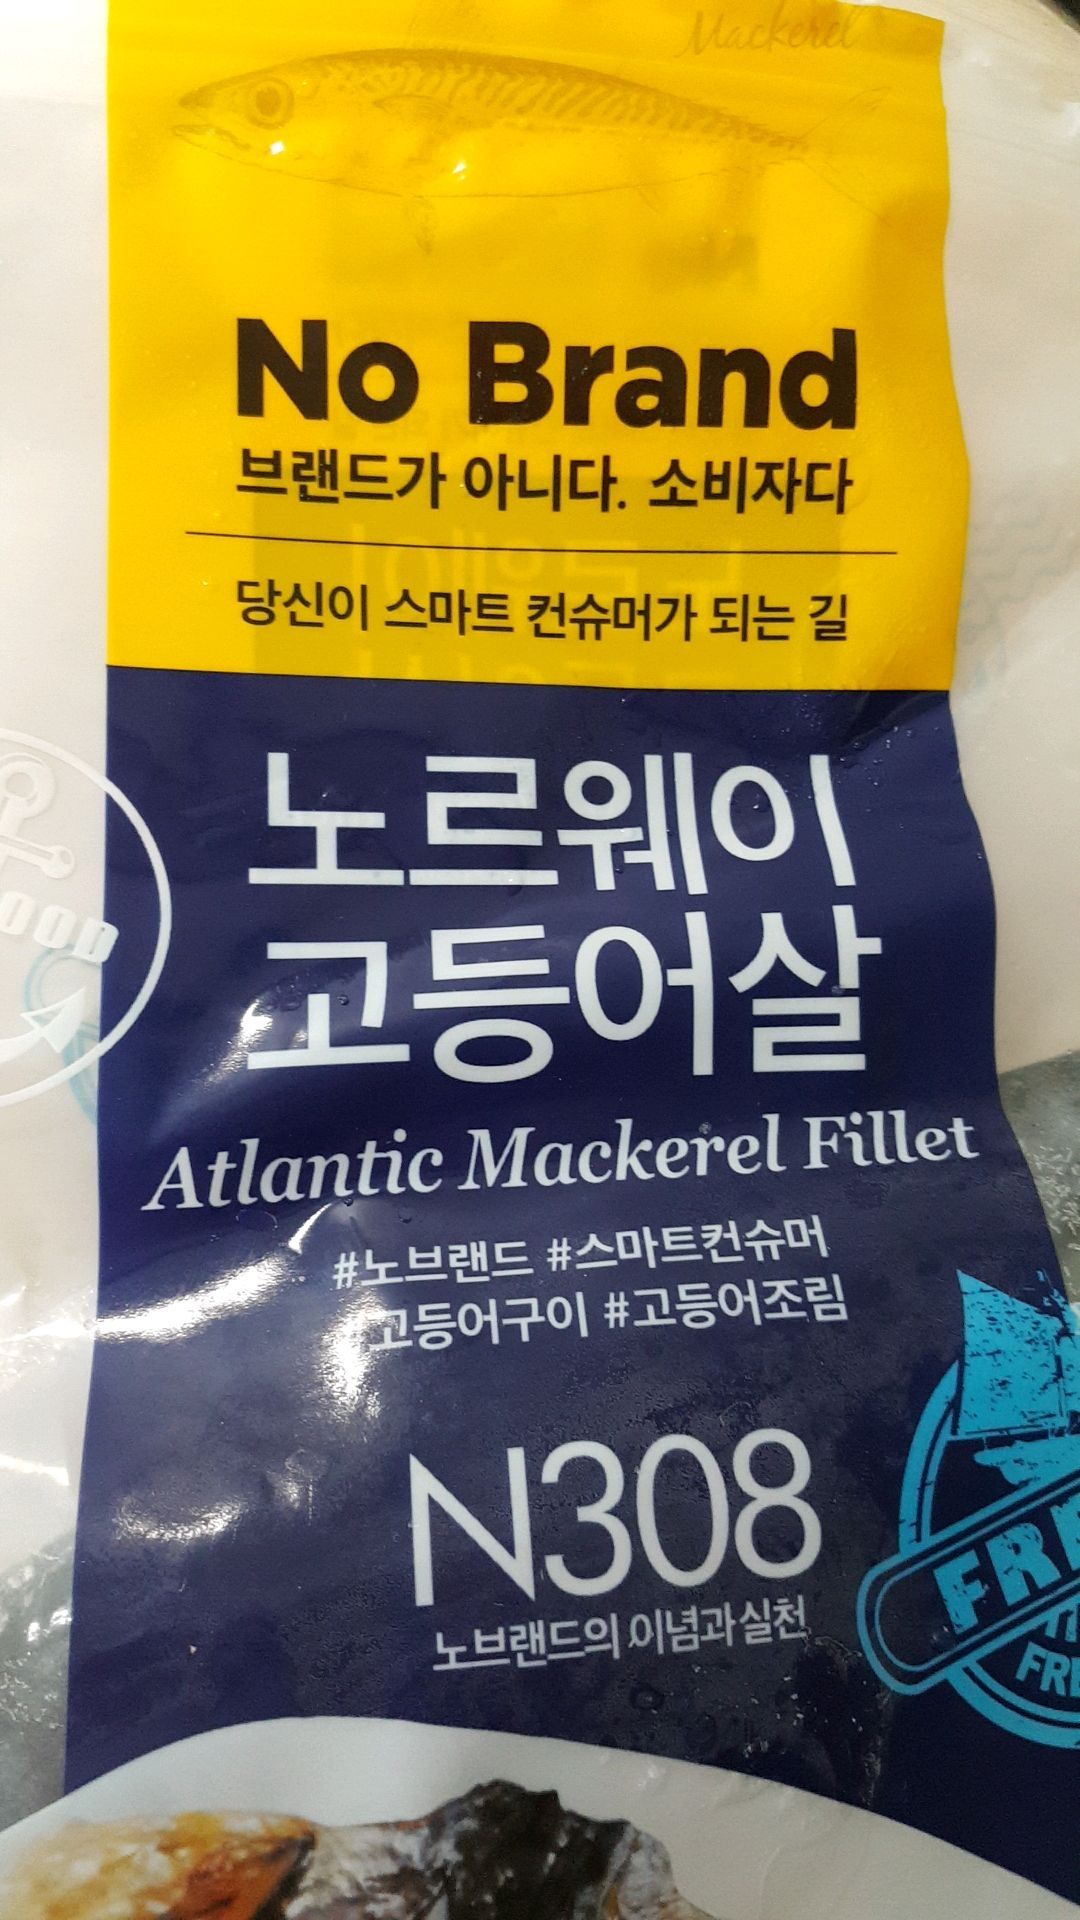 Mackerel
No Brand
브랜드가 아니다. 소비자다
당신이 스마트 컨슈머가 되는 길
노르웨이
고등어살
Atlantic Mackerel Fillet
#노브랜드 #스마트컨슈머
고등어구이 #고등어조림
N308
노브랜드의 이념과 실천